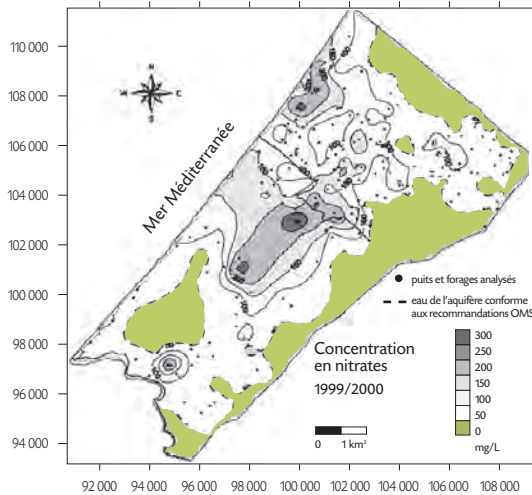 110 000
108 000
106 000
104 000
102 000
100 000
98 000
96 000
94 000
Mer Méditerranée
puits et forages analysés
eau de l'aquifère conforme
aux recommandations OMS
Concentration
en nitrates
1999/2000
0 1 km²
300
250
200
150
100
50
0
mg/L
92 000 94 000 96 000 98 000 100 000 102 000 104 000 106 000 108 000